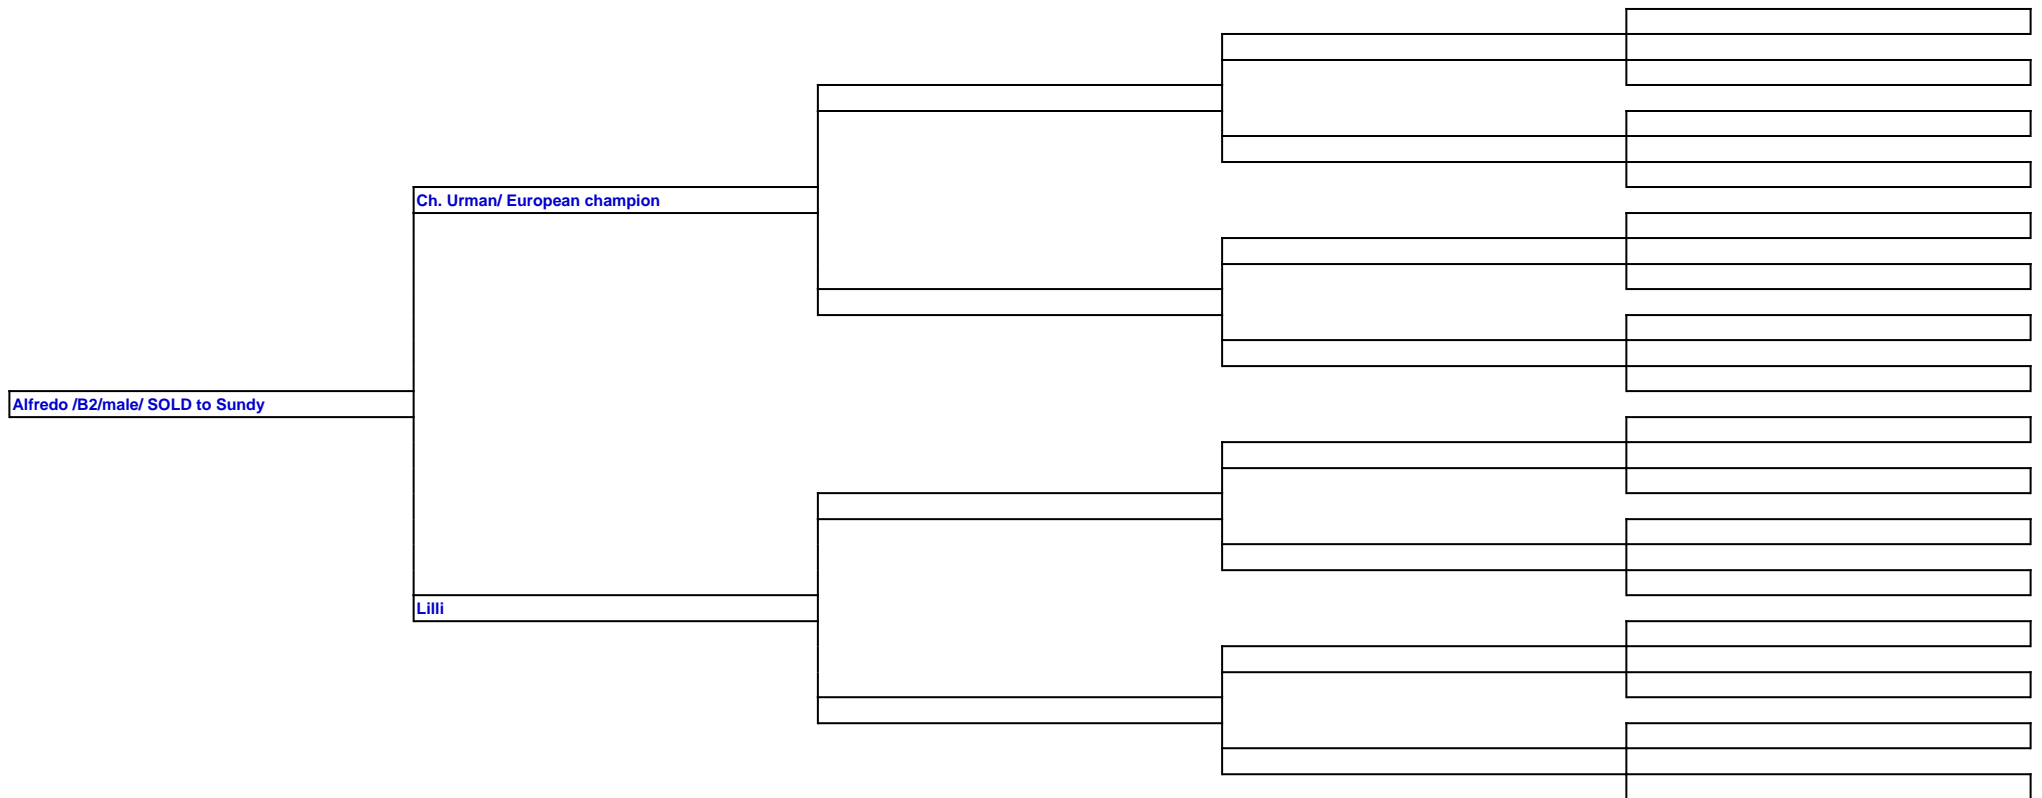 Ch. Urman/ European champion
Alfredo /B2/male/ SOLD to Sundy
Lilli